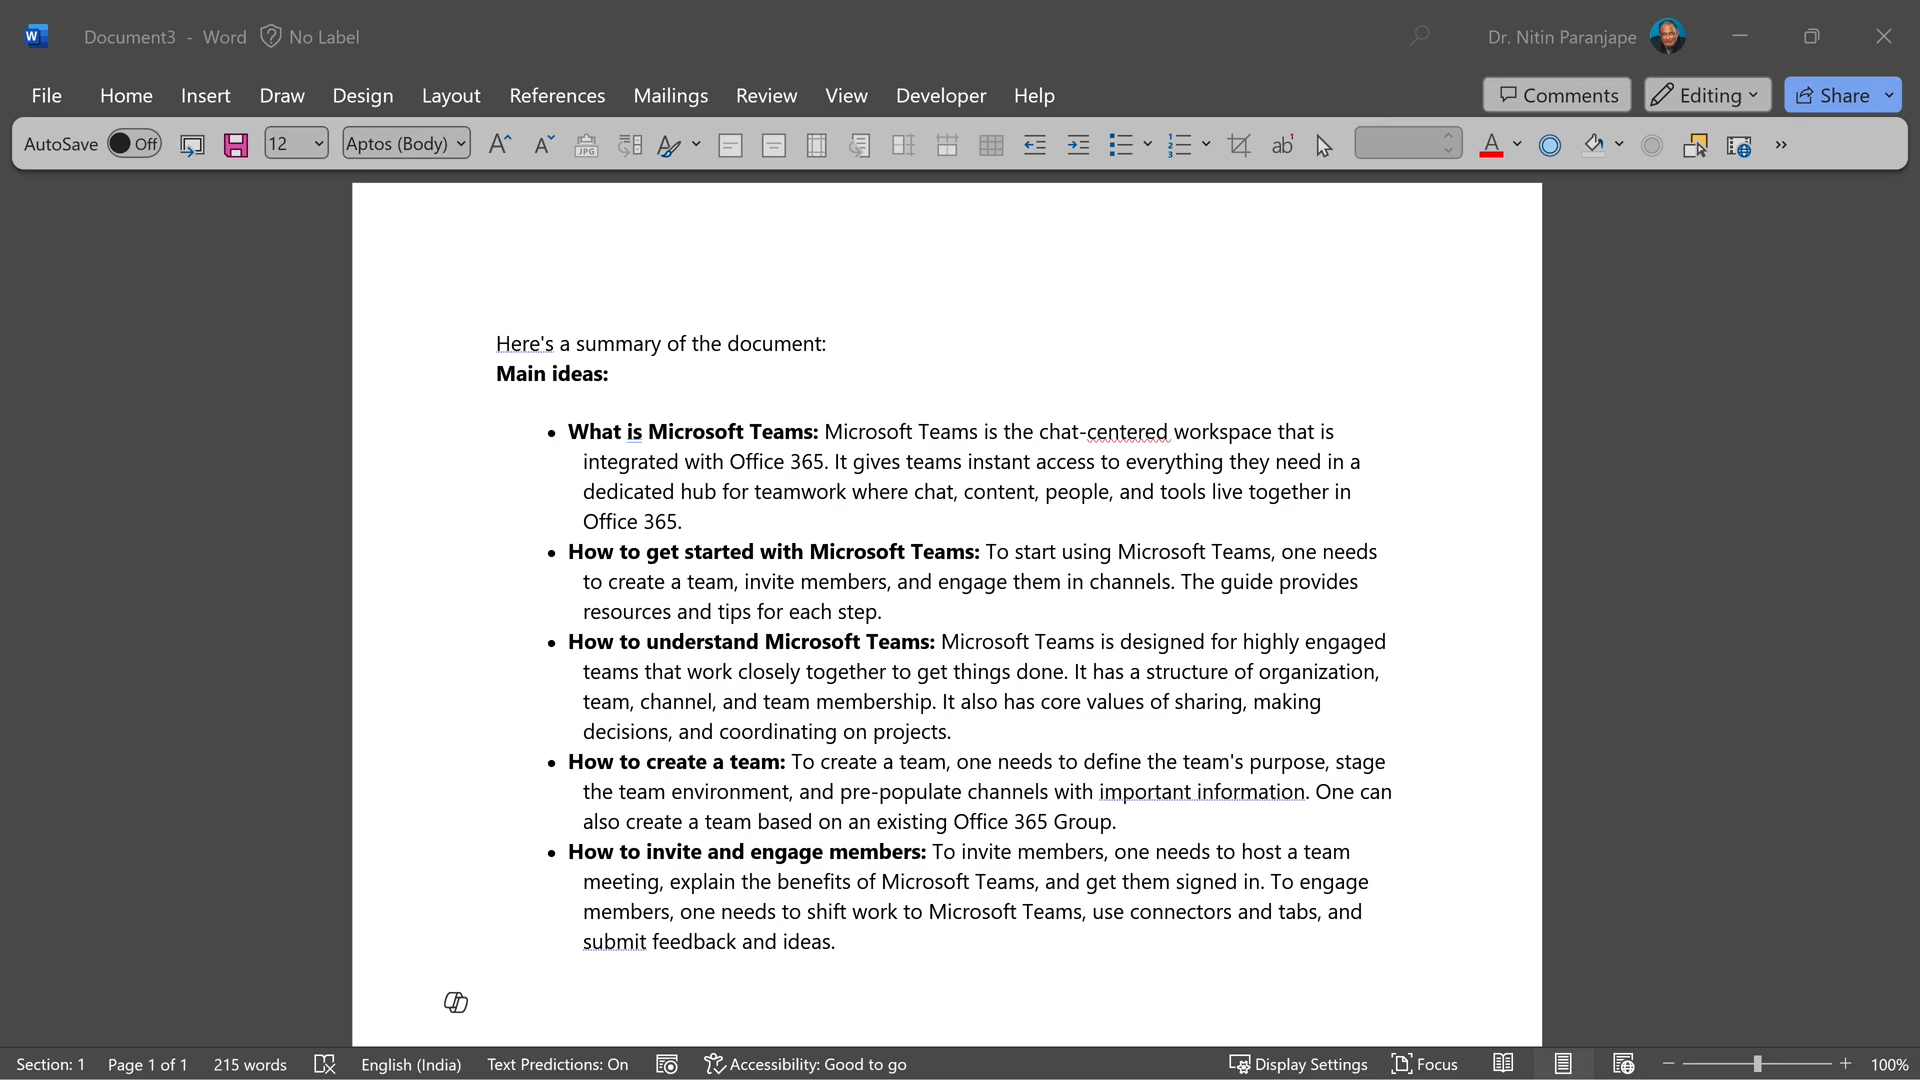 W Document3 - Word No Label Dr. Nitin Paranjape
File Home Insert Draw Design Layout References Mailings Review View Developer Help Comments Editing Share
AutoSave Off 12 Aptos (Body) A A JPG ab¹ A
Here's a summary of the document:
Main ideas:
• What is Microsoft Teams: Microsoft Teams is the chat-centered workspace that is
integrated with Office 365. It gives teams instant access to everything they need in a
dedicated hub for teamwork where chat, content, people, and tools live together in
Office 365.
• How to get started with Microsoft Teams: To start using Microsoft Teams, one needs
to create a team, invite members, and engage them in channels. The guide provides
resources and tips for each step.
• How to understand Microsoft Teams: Microsoft Teams is designed for highly engaged
teams that work closely together to get things done. It has a structure of organization,
team, channel, and team membership. It also has core values of sharing, making
decisions, and coordinating on projects.
• How to create a team: To create a team, one needs to define the team's purpose, stage
the team environment, and pre-populate channels with important information. One can
also create a team based on an existing Office 365 Group.
• How to invite and engage members: To invite members, one needs to host a team
meeting, explain the benefits of Microsoft Teams, and get them signed in. To engage
members, one needs to shift work to Microsoft Teams, use connectors and tabs, and
submit feedback and ideas.
Section: 1 Page 1 of 1 215 words English (India) Text Predictions: On Accessibility: Good to go Display Settings Focus 100%